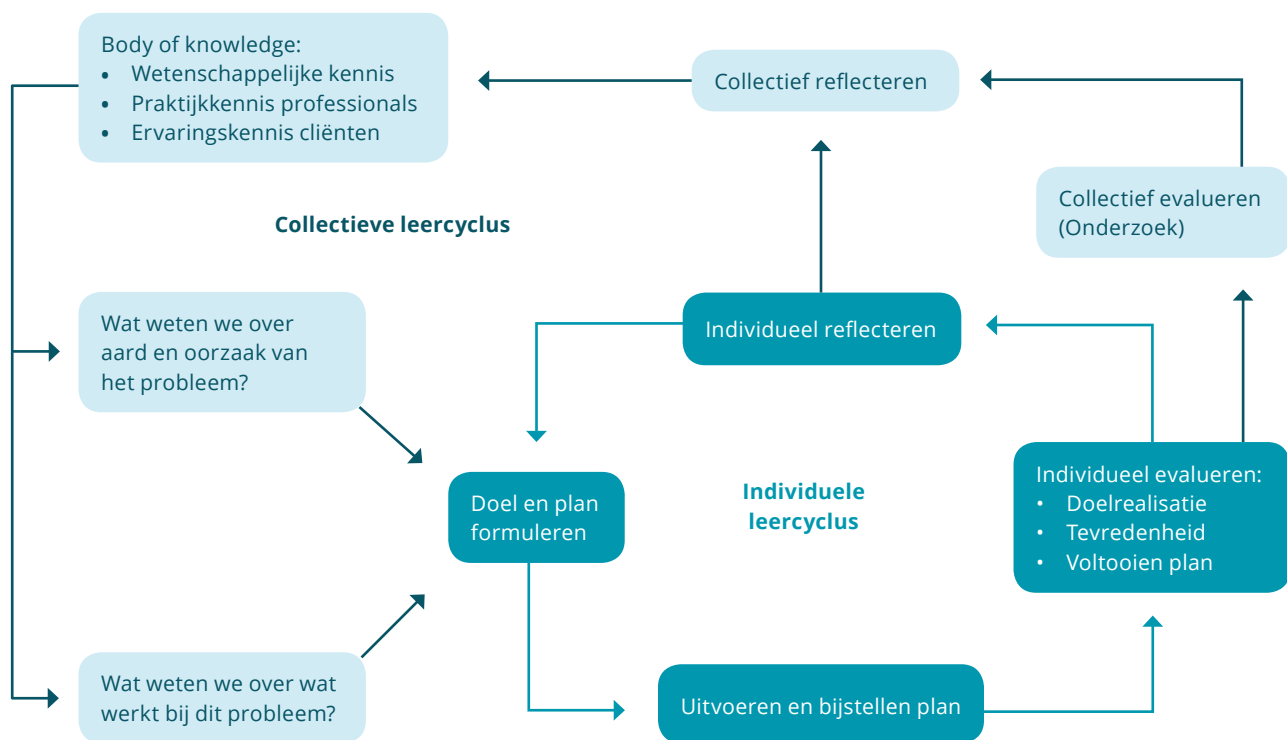 Body of knowledge:
• Wetenschappelijke kennis
• Praktijkkennis professionals
• Ervaringskennis cliënten
Collectief reflecteren
Collectief evalueren
(Onderzoek)
Collectieve leercyclus
Wat weten we over
aard en oorzaak van
het probleem?
Individueel reflecteren
Doel en plan
formuleren
Individuele
leercyclus
Individueel evalueren:
• Doelrealisatie
• Tevredenheid
• Voltooien plan
Wat weten we over wat
werkt bij dit probleem?
Uitvoeren en bijstellen plan